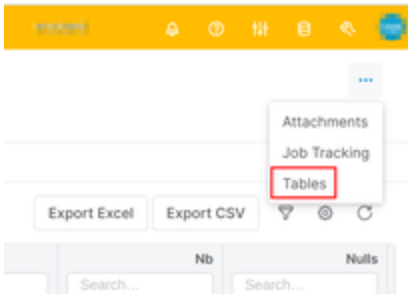 Attachments
Job Tracking
Tables
Export Excel Export CSV
Nb Nulls
Search... Search...